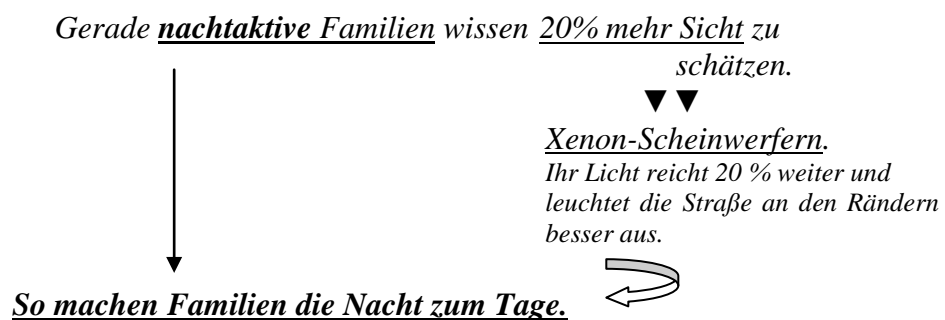 Gerade nachtaktive Familien wissen 20% mehr Sicht zu
schätzen.
Xenon-Scheinwerfern.
Ihr Licht reicht 20 % weiter und
leuchtet die Straße an den Rändern
besser aus.
So machen Familien die Nacht zum Tage.